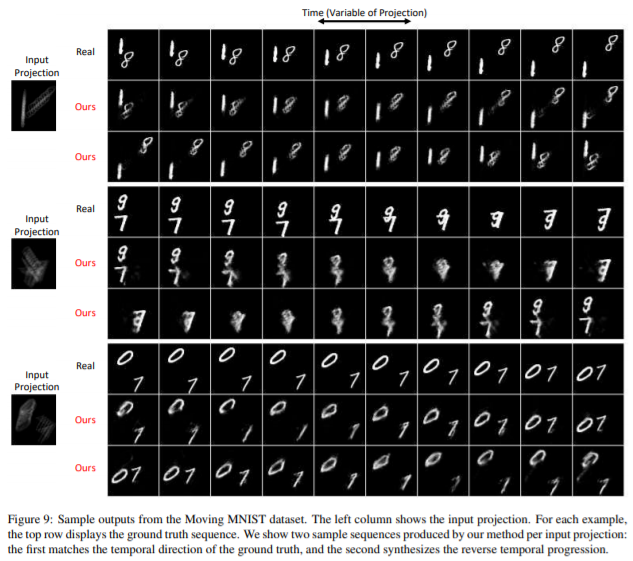 Time (Variable of Projection)
Input
Projection
Real
Ours
Ours
Input
Projection
Real
Ours
Ours
Input
Projection
Real
Ours
Ours
Figure 9: Sample outputs from the Moving MNIST dataset. The left column shows the input projection. For each example,
the top row displays the ground truth sequence. We show two sample sequences produced by our method per input projection:
the first matches the temporal direction of the ground truth, and the second synthesizes the reverse temporal progression.